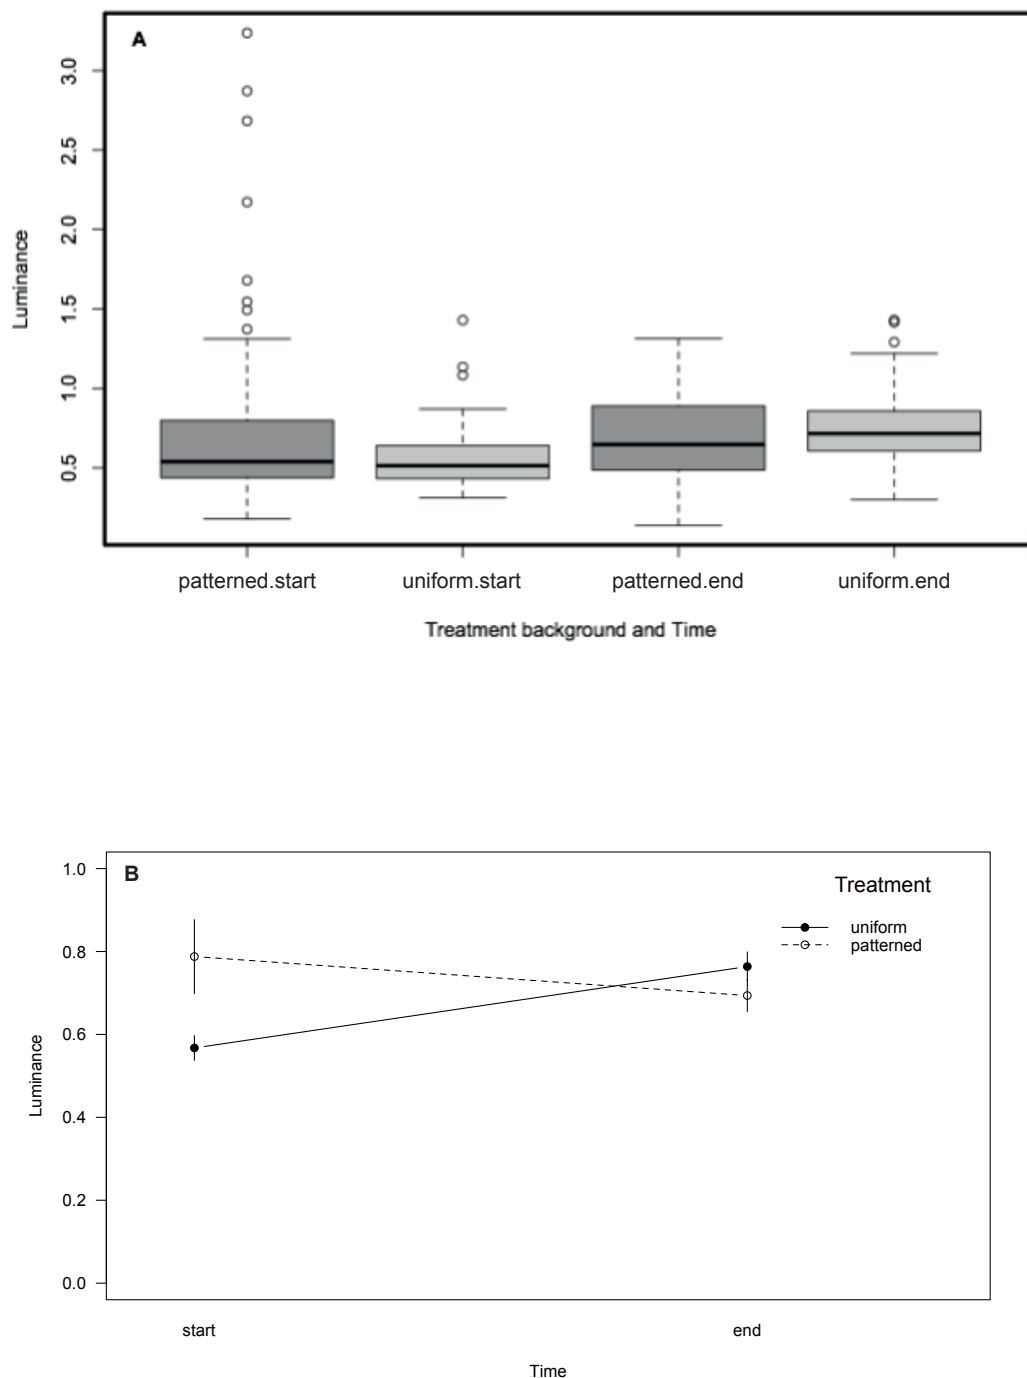 A
3.0
2.5
2.0
1.5
1.0
0.5
Luminance
patterned.start uniform.start patterned.end uniform.end
Treatment background and Time
B
1.0
0.8
0.6
0.4
0.2
0.0
Luminance
Treatment
uniform
patterned
start end
Time